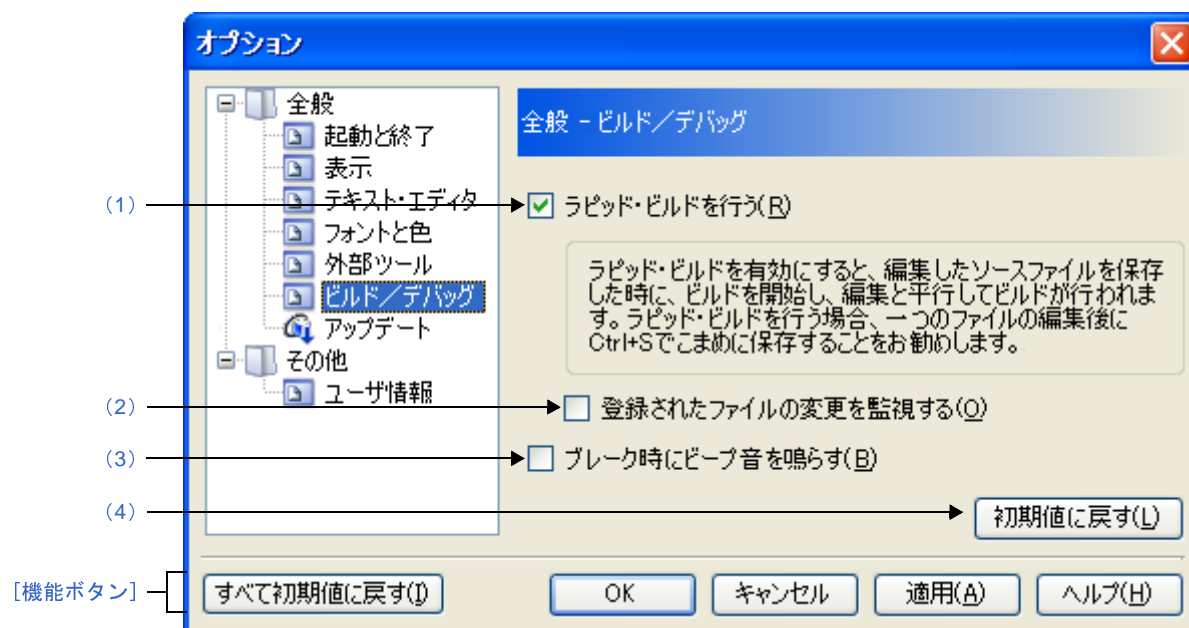 オプション
全般
起動と終了
表示
テキスト・エディタ
フォントと色
外部ツール
ビルド／デバッグ
アップデート
その他
ユーザ情報
全般 － ビルド／デバッグ
(1)
ラピッド・ビルドを行う(R)
ラピッド・ビルドを有効にすると、編集したソースファイルを保存
した時に、ビルドを開始し、編集と平行してビルドが行われま
す。ラピッド・ビルドを行う場合、一つのファイルの編集後に
Ctrl+Sでこまめに保存することをお勧めします。
(2)
登録されたファイルの変更を監視する(O)
(3)
ブレーク時にビープ音を鳴らす(B)
(4)
初期値に戻す(L)
[機能ボタン]
すべて初期値に戻す(I)
OK
キャンセル
適用(A)
ヘルプ(H)